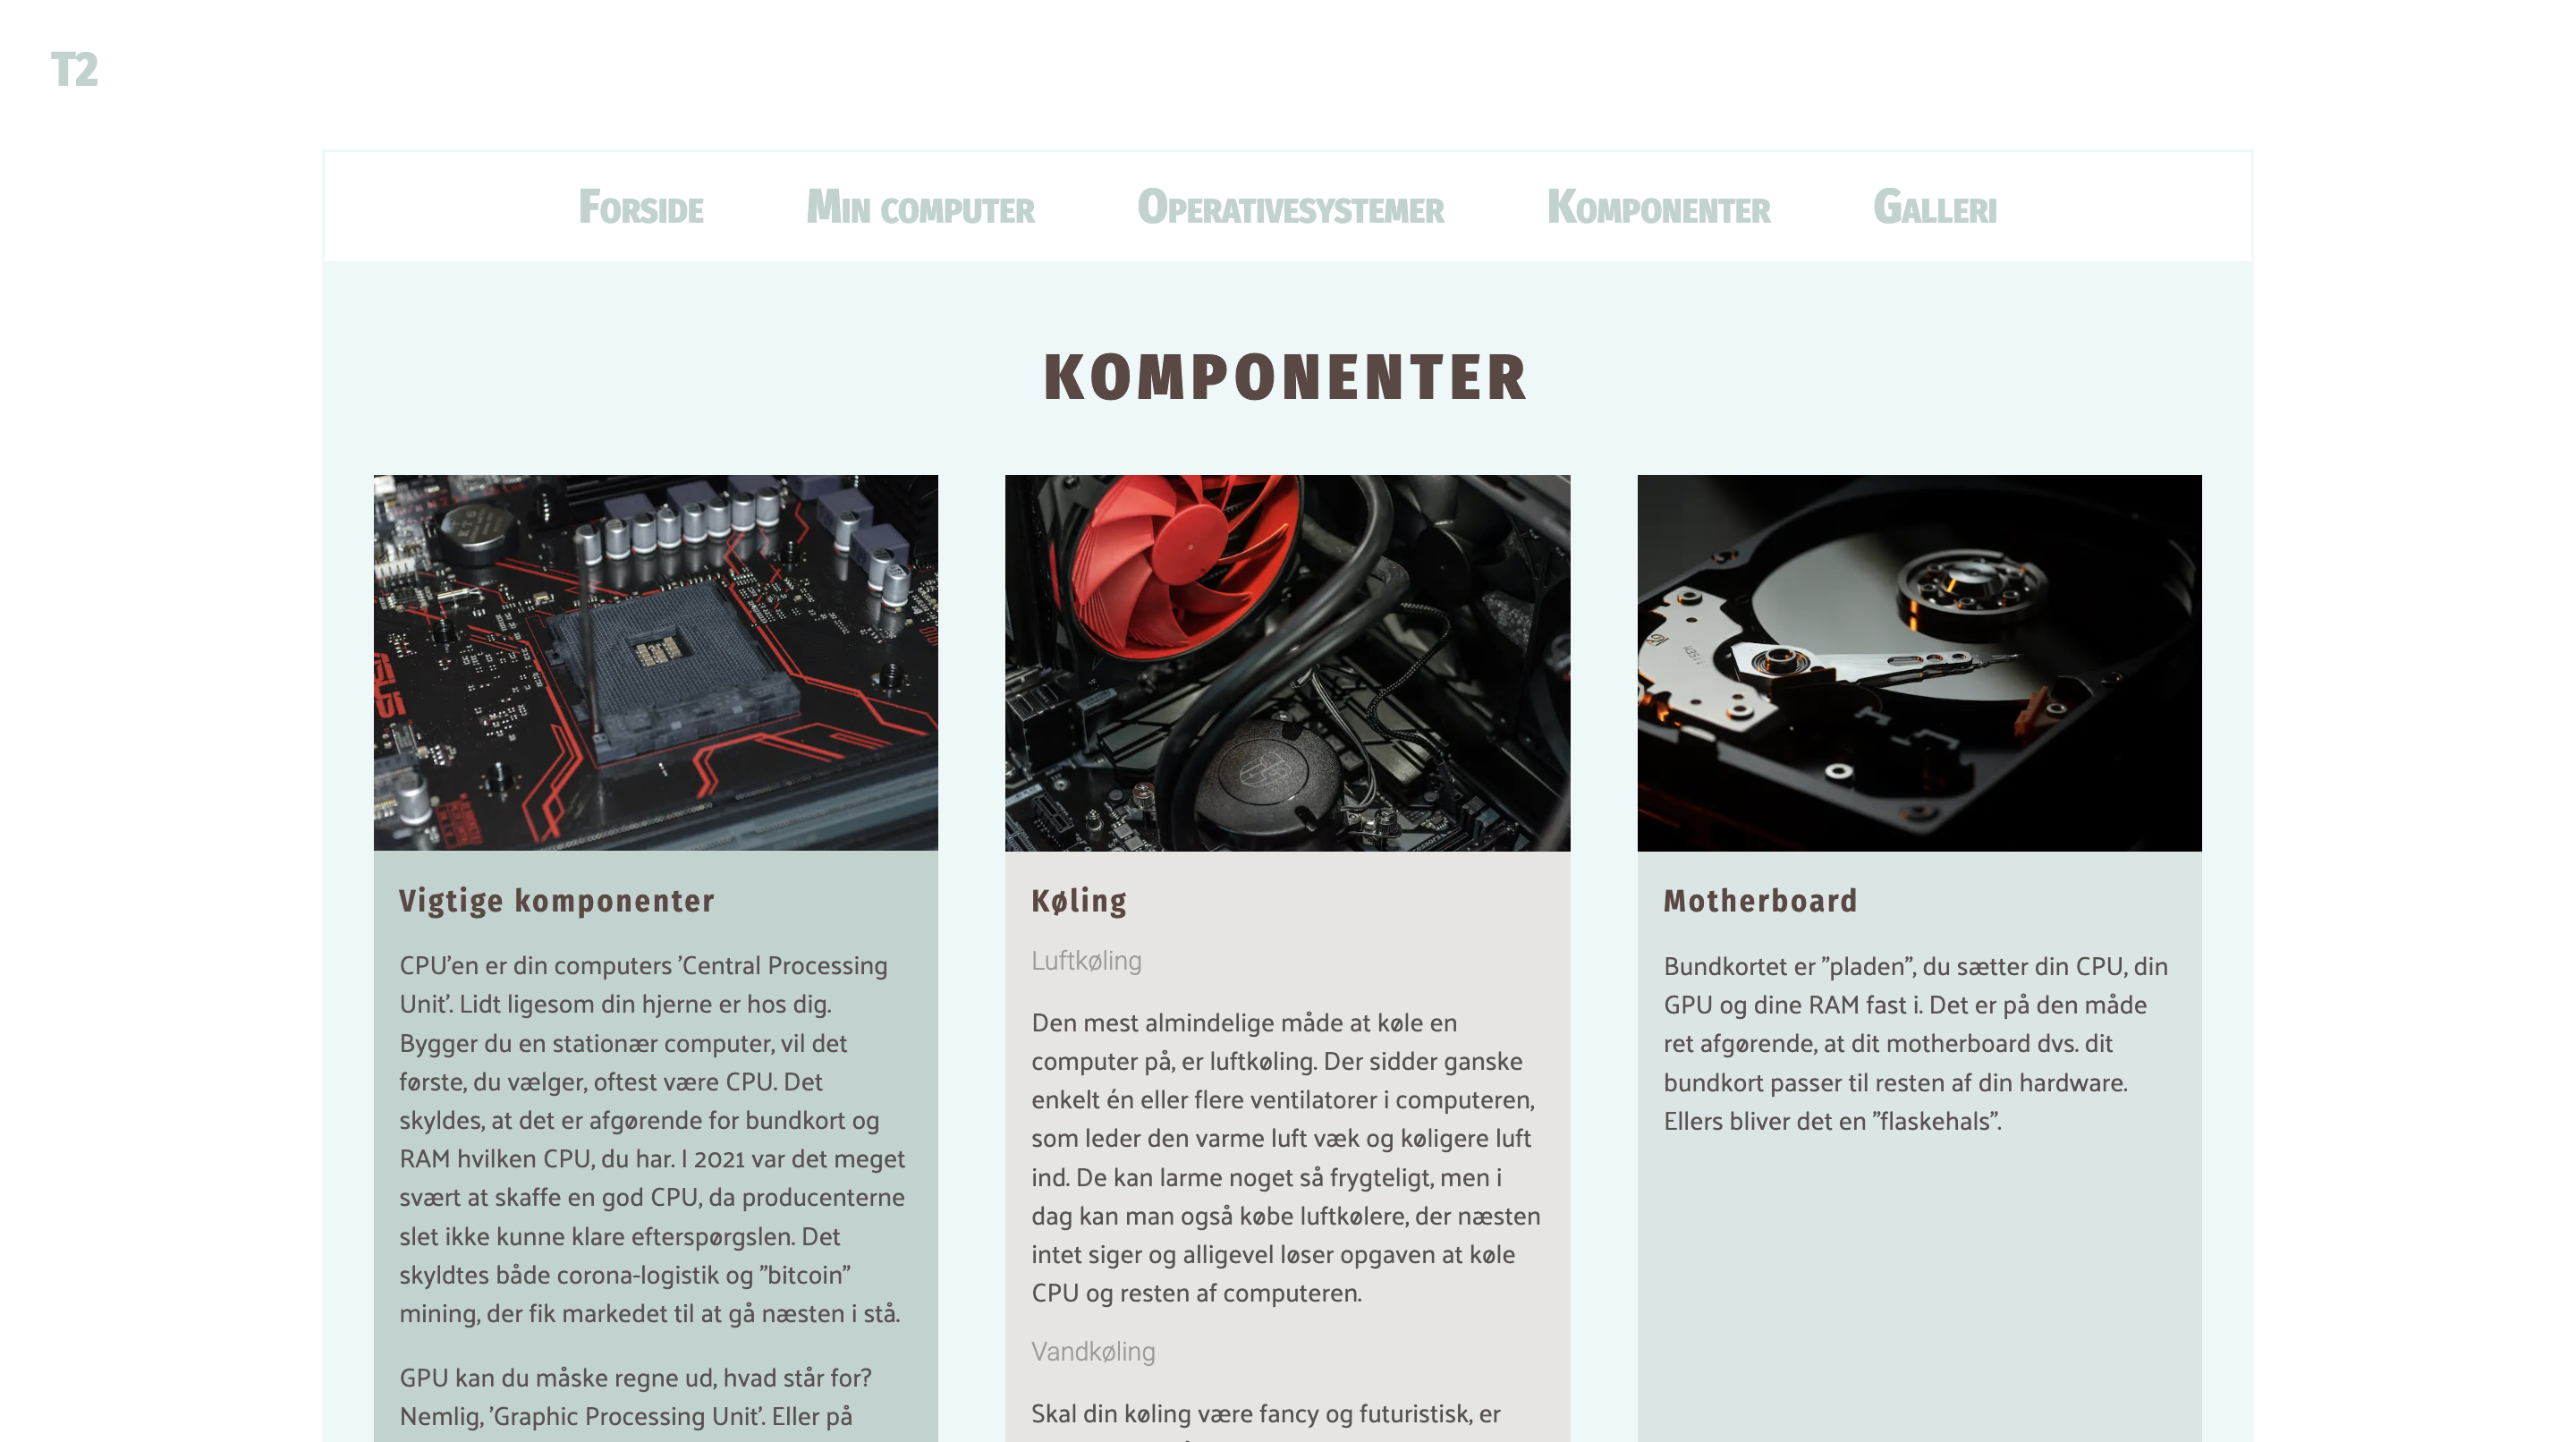 T2
Forside
Min computer
Operativesystemer
Komponenter
Galleri
KOMPONENTER
Vigtige komponenter
CPU'en er din computers 'Central Processing
Unit'. Lidt ligesom din hjerne er hos dig.
Bygger du en stationær computer, vil det
første, du vælger, oftest være CPU. Det
skyldes, at det er afgørende for bundkort og
RAM hvilken CPU, du har. I 2021 var det meget
svært at skaffe en god CPU, da producenterne
slet ikke kunne klare efterspørgslen. Det
skyldtes både corona-logistik og ”bitcoin”
mining, der fik markedet til at gå næsten i stå.
GPU kan du måske regne ud, hvad står for?
Nemlig, 'Graphic Processing Unit'. Eller på
Køling
Luftkøling
Den mest almindelige måde at køle en
computer på, er luftkøling. Der sidder ganske
enkelt én eller flere ventilatorer i computeren,
som leder den varme luft væk og køligere luft
ind. De kan larme noget så frygteligt, men i
dag kan man også købe luftkølere, der næsten
intet siger og alligevel løser opgaven at køle
CPU og resten af computeren.
Vandkøling
Skal din køling være fancy og futuristisk, er
Motherboard
Bundkortet er ”pladen”, du sætter din CPU, din
GPU og dine RAM fast i. Det er på den måde
ret afgørende, at dit motherboard dvs. dit
bundkort passer til resten af din hardware.
Ellers bliver det en ”flaskehals”.